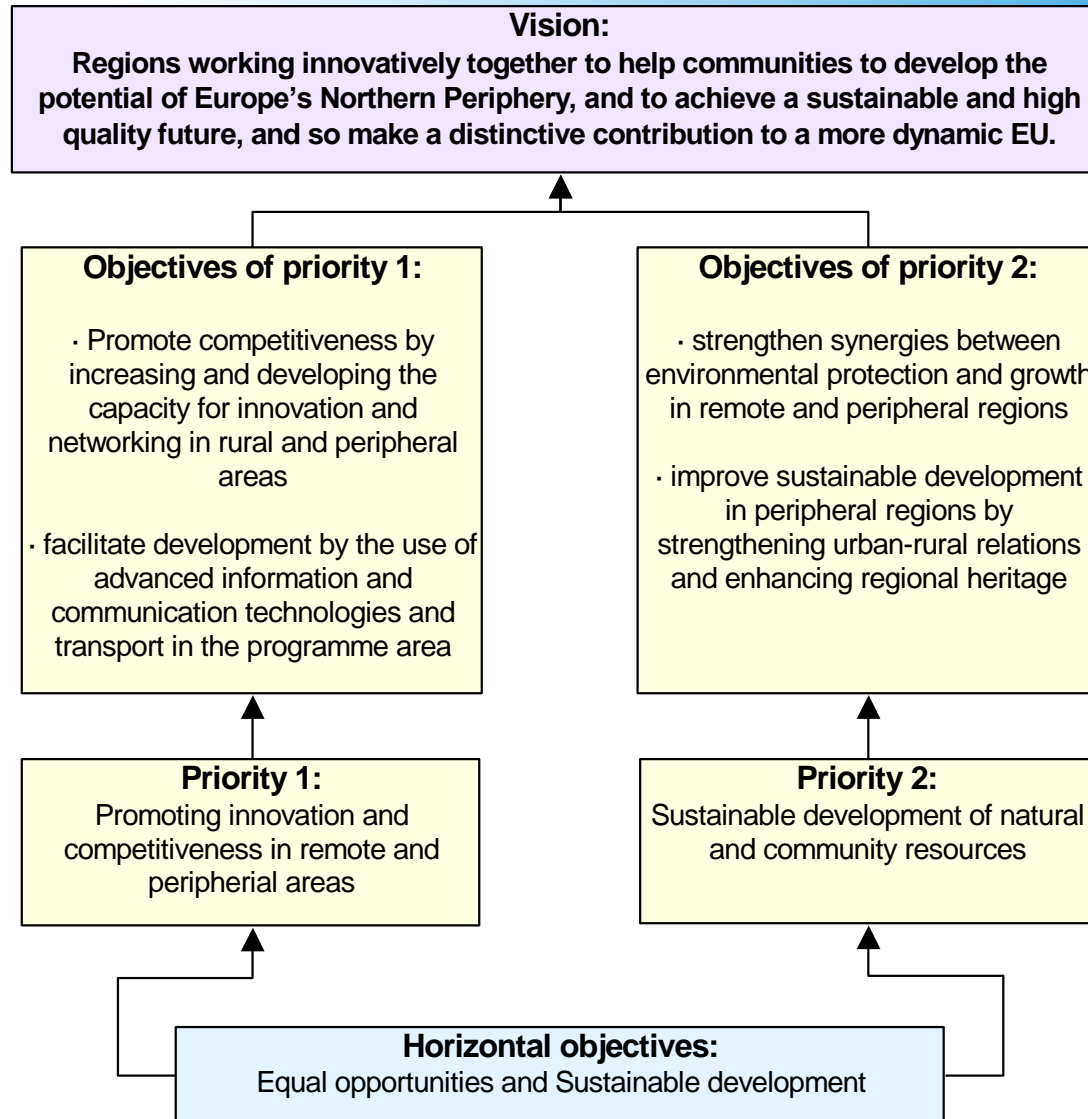 Vision:
Regions working innovatively together to help communities to develop the
potential of Europe's Northern Periphery, and to achieve a sustainable and high
quality future, and so make a distinctive contribution to a more dynamic EU.
Objectives of priority 1:
· Promote competitiveness by
increasing and developing the
capacity for innovation and
networking in rural and peripheral
areas
· facilitate development by the use of
advanced information and
communication technologies and
transport in the programme area
Objectives of priority 2:
· strengthen synergies between
environmental protection and growth
in remote and peripheral regions
· improve sustainable development
in peripheral regions by
strengthening urban-rural relations
and enhancing regional heritage
Priority 1:
Promoting innovation and
competitiveness in remote and
peripherial areas
Priority 2:
Sustainable development of natural
and community resources
Horizontal objectives:
Equal opportunities and Sustainable development